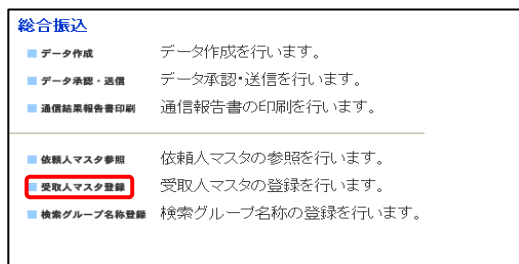 総合振込
データ作成 データ作成を行います。
データ承認・送信 データ承認・送信を行います。
通信結果報告書印刷 通信報告書の印刷を行います。
依頼人マスタ参照 依頼人マスタの参照を行います。
受取人マスタ登録 受取人マスタの登録を行います。
検索グループ名称登録 検索グループ名称の登録を行います。